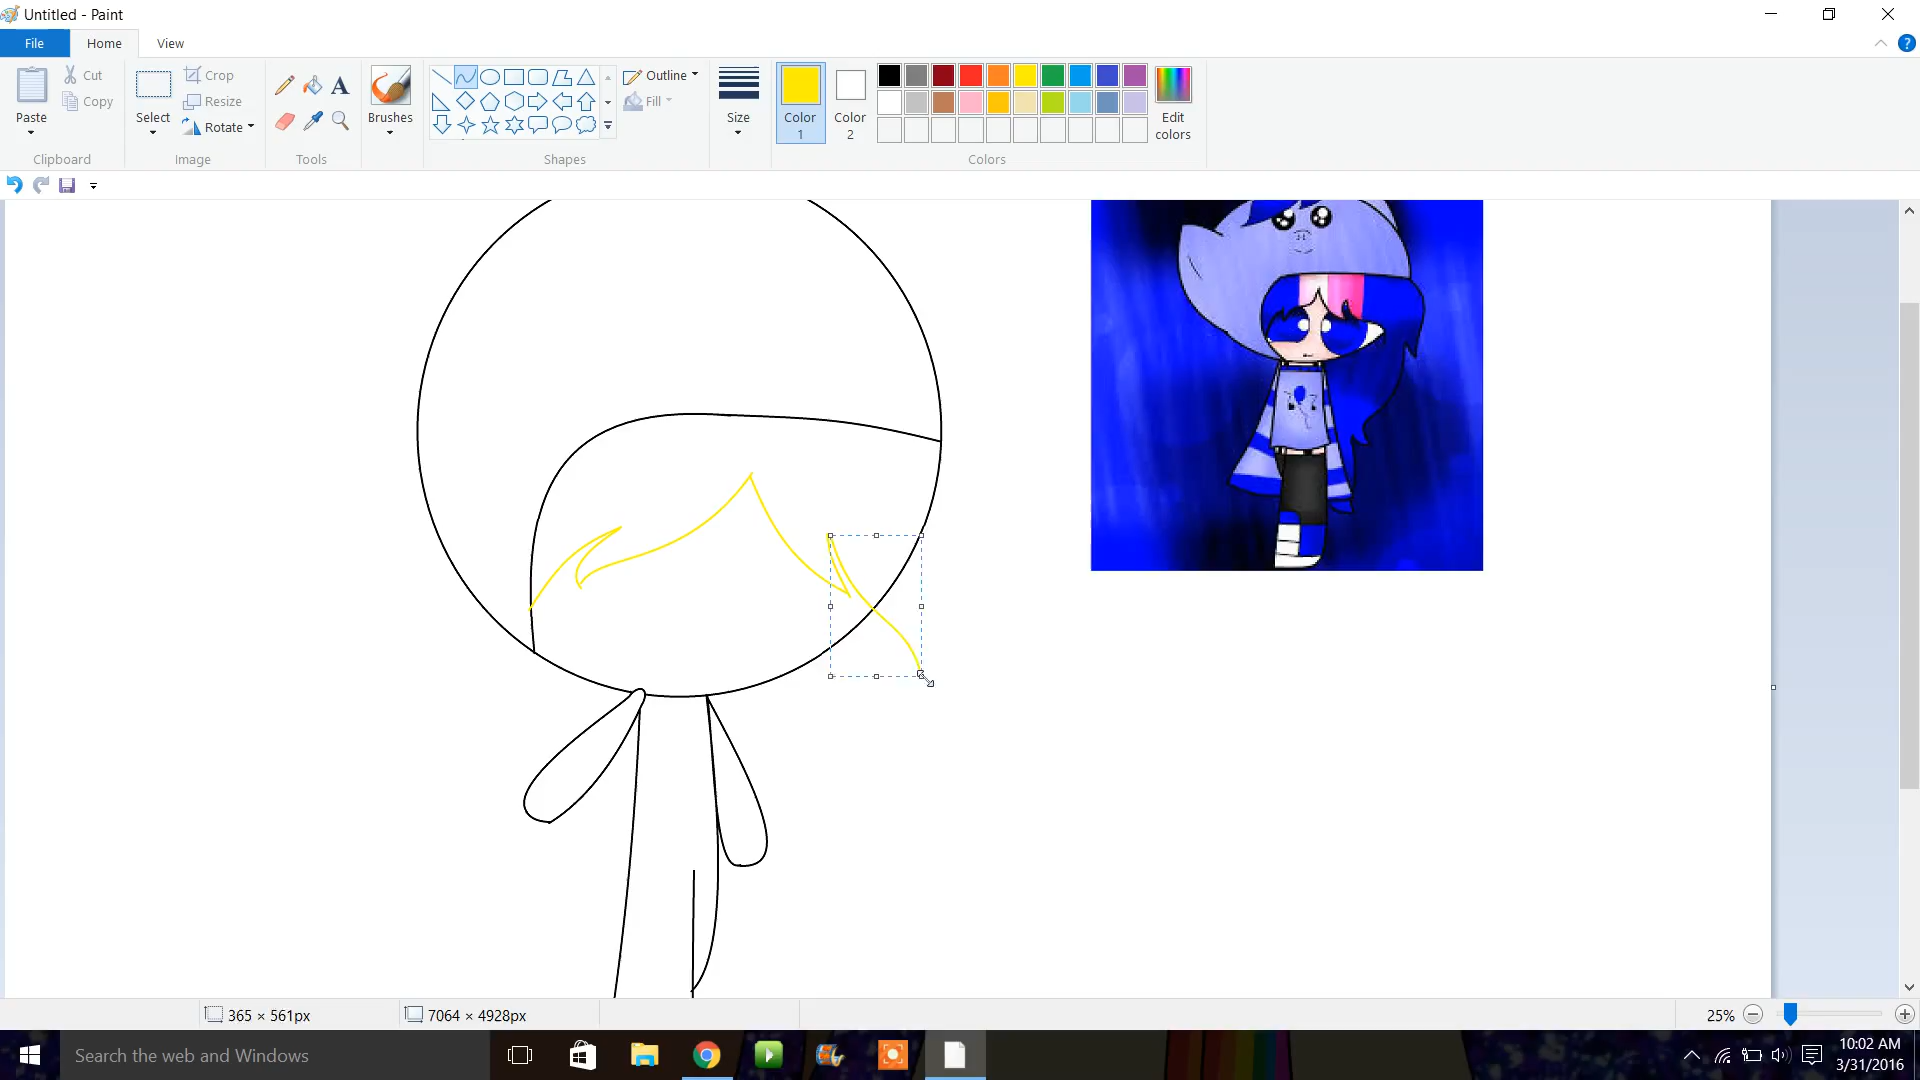 Untitled - Paint
File Home View
Paste
Cut
Copy
Clipboard
Select
Crop
Resize
Rotate
Image
A
Tools
Brushes
Outline
Fill
Shapes
Size
Color 1
Color 2
Edit colors
Colors
365 × 561px
7064 × 4928px
25%
Search the web and Windows
10:02 AM
3/31/2016